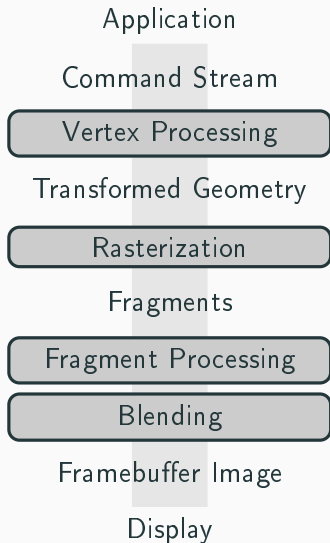 Application
Command Stream
Vertex Processing
Transformed Geometry
Rasterization
Fragments
Fragment Processing
Blending
Framebuffer Image
Display